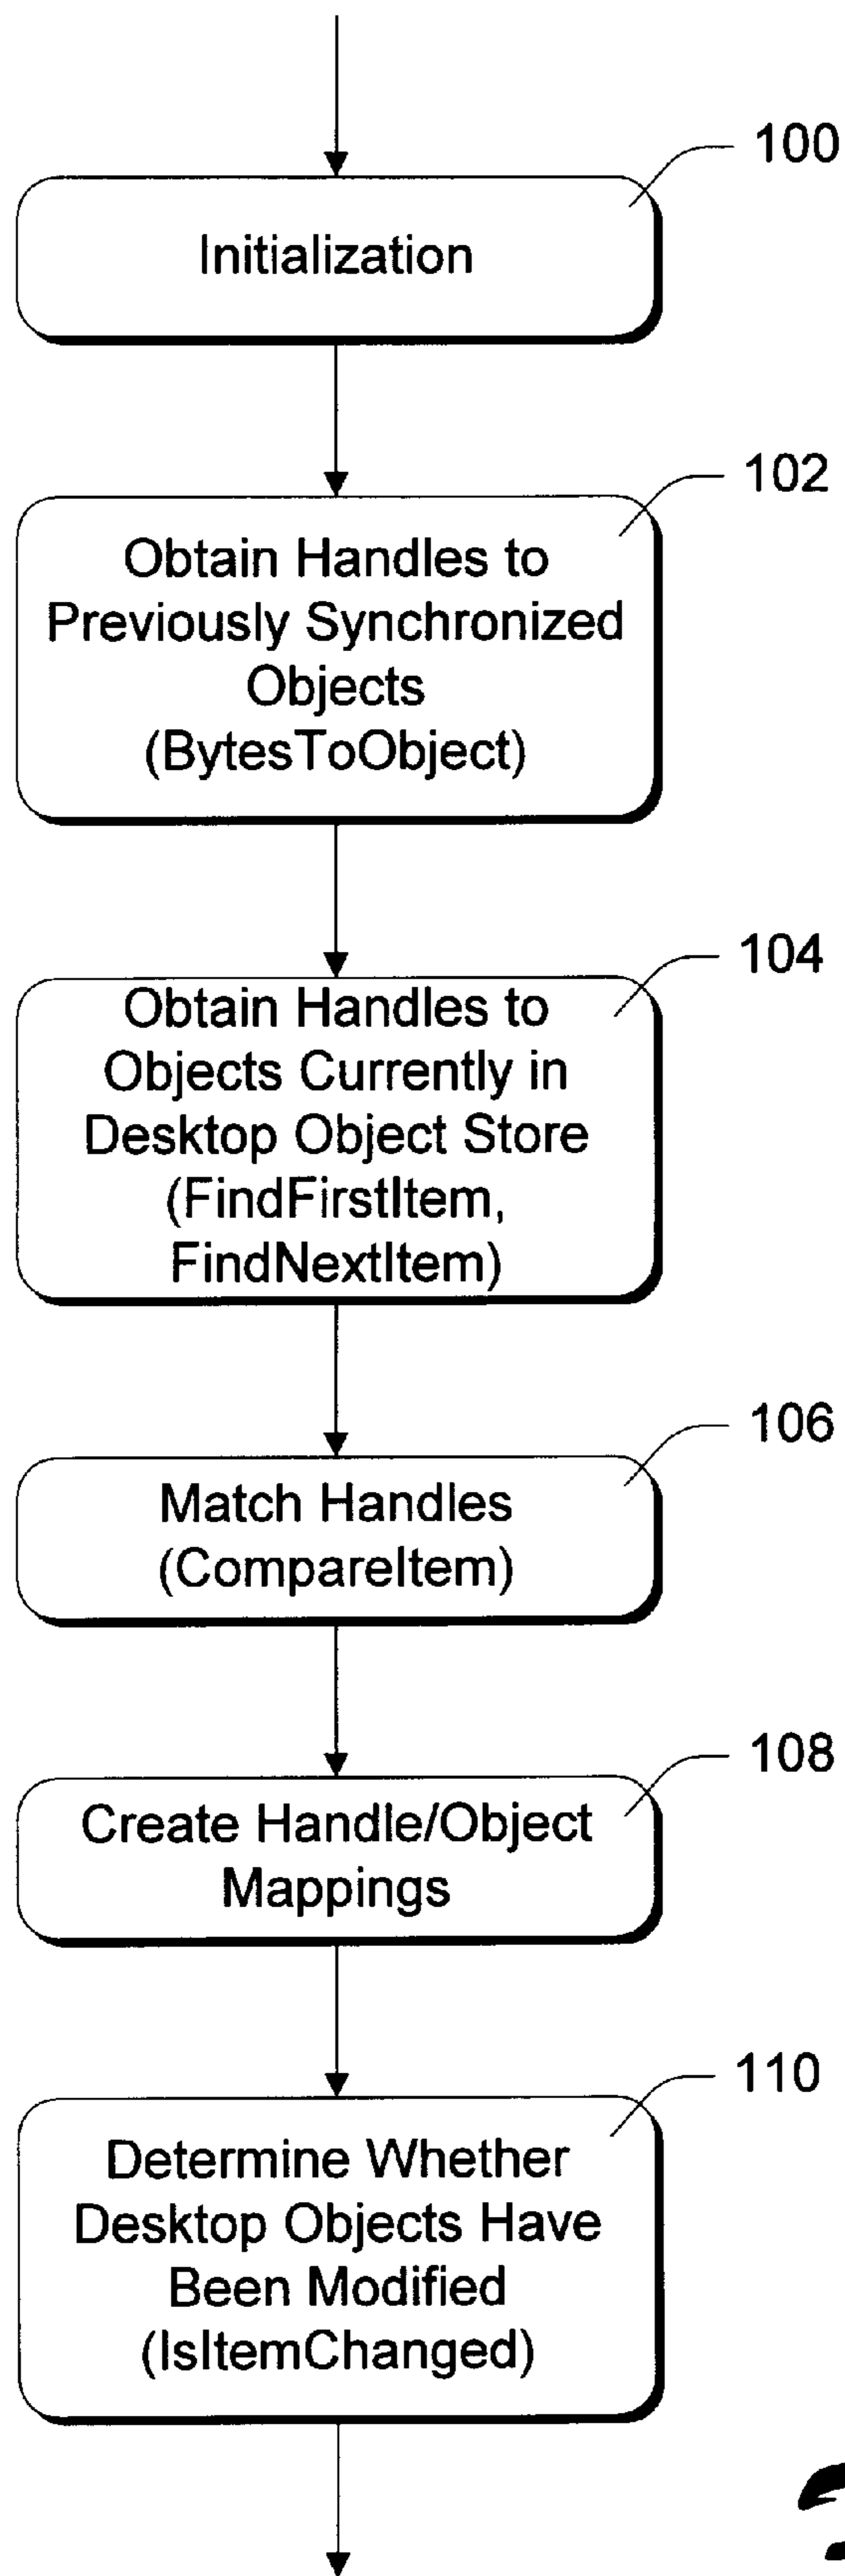 100
Initialization
102
Obtain Handles to
Previously Synchronized
Objects
(BytesToObject)
104
Obtain Handles to
Objects Currently in
Desktop Object Store
(FindFirstItem,
FindNextItem)
106
Match Handles
(CompareItem)
108
Create Handle/Object
Mappings
110
Determine Whether
Desktop Objects Have
Been Modified
(IsItemChanged)